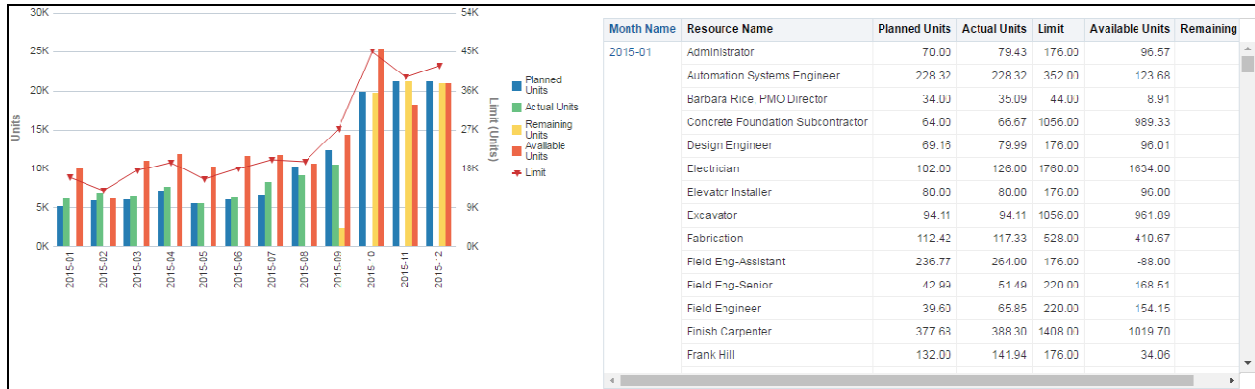 30K
25K
20K
15K
10K
5K
0K
Units
54K
45K
36K
27K
18K
9K
0K
Limit (Units)
2015-01
2015-02
2015-03
2015-04
2015-05
2015-06
2015-07
2015-08
2015-09
2015-10
2015-11
2015-12
Planned
Units
Actual Units
Remaining
Units
Available
Units
Limit
Month Name Resource Name Planned Units Actual Units Limit Available Units Remaining
2015-01 Administrator 70.00 79.43 176.00 96.57
Automation Systems Engineer 228.32 228.32 352.00 123.68
Barbara Rice, PMO Director 34.00 35.09 44.00 8.91
Concrete Foundation Subcontractor 64.00 66.67 1056.00 989.33
Design Engineer 69.16 79.99 176.00 96.01
Electrician 102.00 126.00 1760.00 1634.00
Elevator Installer 80.00 80.00 176.00 96.00
Excavator 94.11 94.11 1056.00 961.89
Fabrication 112.42 117.33 528.00 410.67
Field Eng-Assistant 236.77 264.00 176.00 -88.00
Field Eng-Senior 42.99 51.49 220.00 168.51
Field Engineer 39.60 65.85 220.00 154.15
Finish Carpenter 377.63 388.30 1408.00 1019.70
Frank Hill 132.00 141.94 176.00 34.06